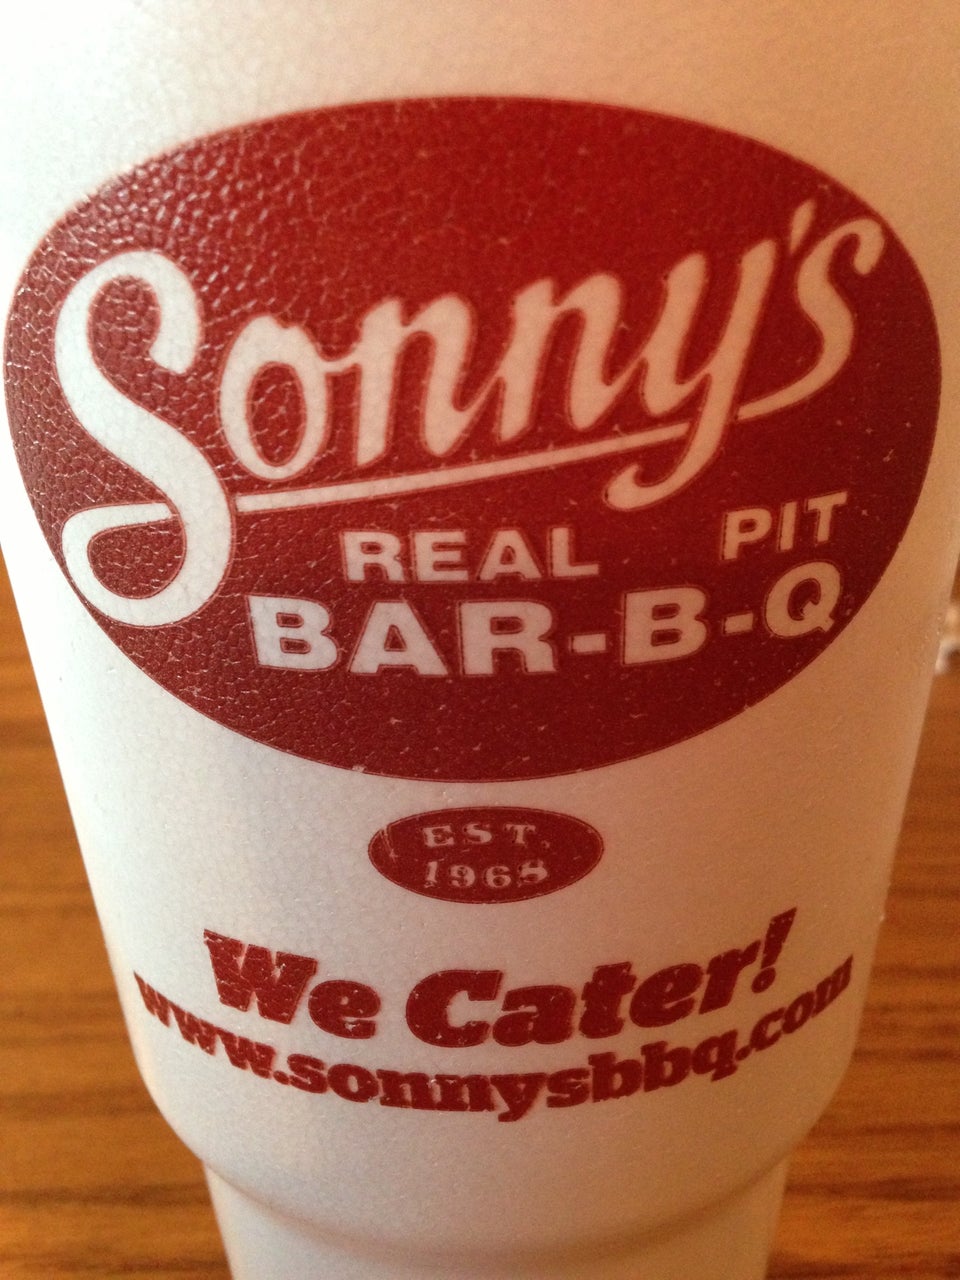 Sonny's
REAL PIT
BAR-B-Q
EST.
1968
We Cater!
www.sonnysbbq.com